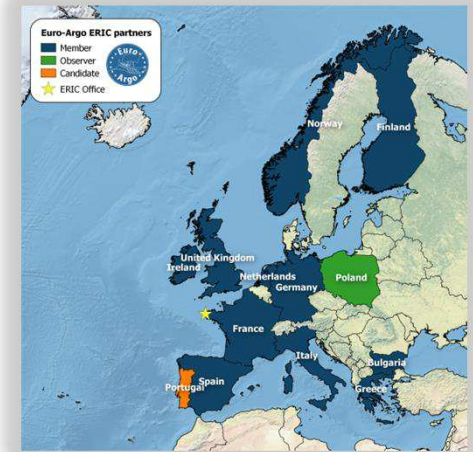 Euro-Argo ERIC partners
Member
Observer
Candidate
ERIC Office
Euro-
Argo
Norway
Finland
United Kingdom
Ireland
Netherlands
Germany
Poland
France
Italy
Bulgaria
Portugal
Spain
Greece